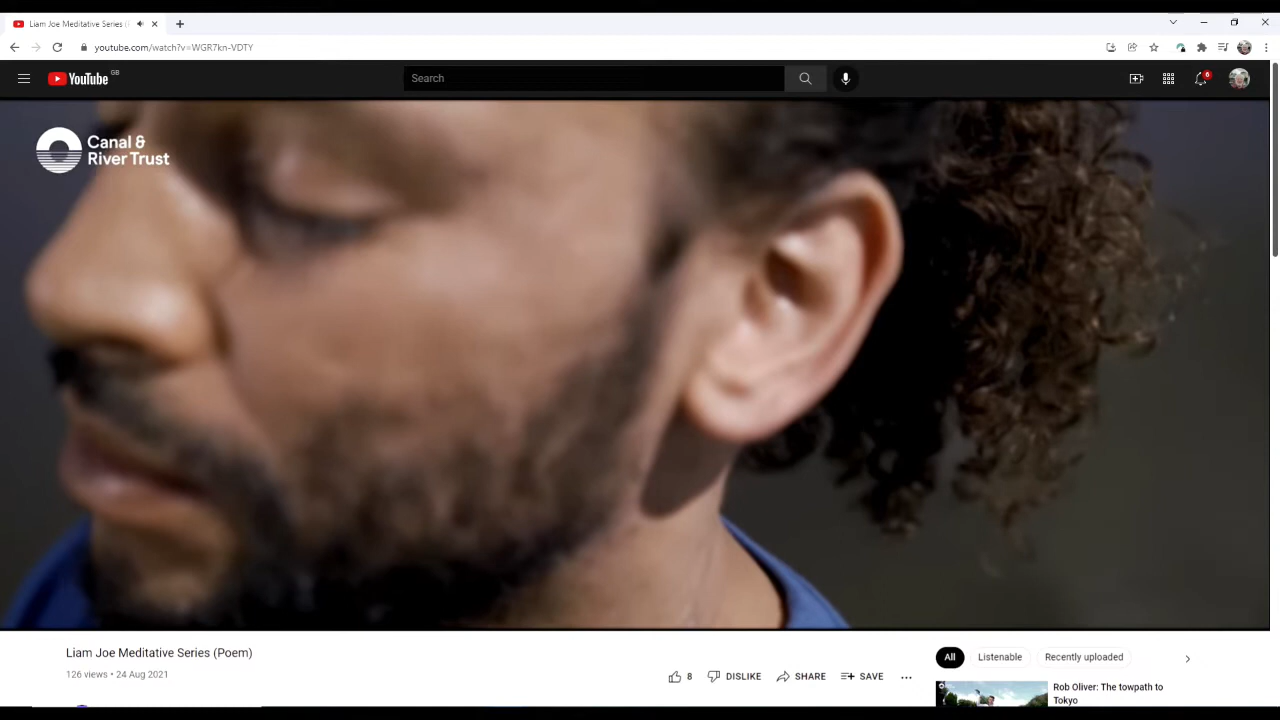 Liam Joe Meditative Series (
youtube.com/watch?v=WGR7kn-VDTY
YouTube GB
Search
6
Canal &
River Trust
Liam Joe Meditative Series (Poem)
126 views • 24 Aug 2021
8
DISLIKE
SHARE
SAVE
All
Listenable
Recently uploaded
Rob Oliver: The towpath to
Tokyo